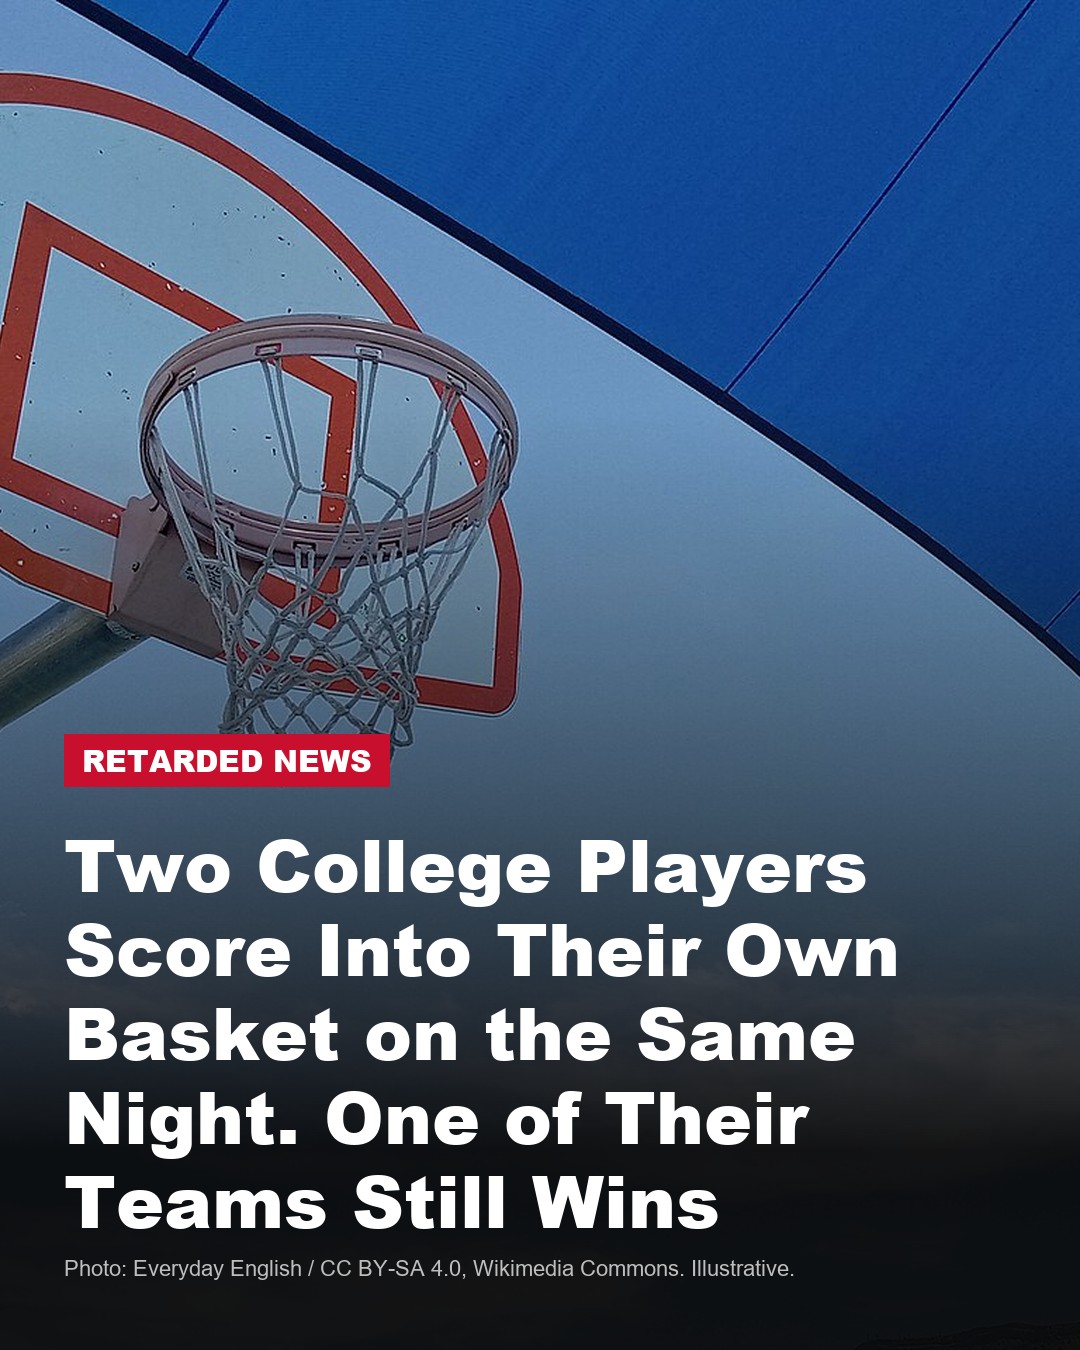 RETARDED NEWS
Two College Players
Score Into Their Own
Basket on the Same
Night. One of Their
Teams Still Wins
Photo: Everyday English / CC BY-SA 4.0, Wikimedia Commons. Illustrative.